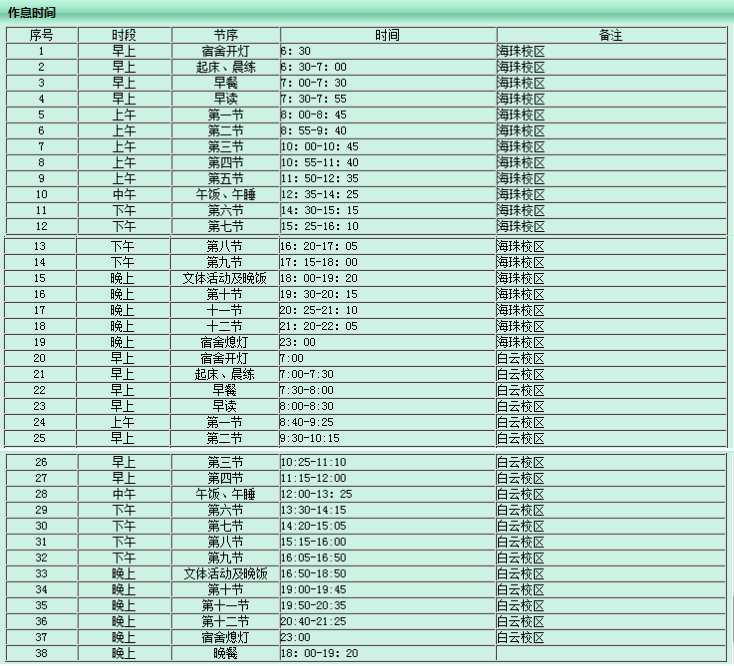 作息时间
序号 时段 节序 时间 备注
1 早上 宿舍开灯 6：30 海珠校区
2 早上 起床、晨练 6：30-7：00 海珠校区
3 早上 早餐 7：00-7：30 海珠校区
4 早上 早读 7：30-7：55 海珠校区
5 上午 第一节 8：00-8：45 海珠校区
6 上午 第二节 8：55-9：40 海珠校区
7 上午 第三节 10：00-10：45 海珠校区
8 上午 第四节 10：55-11：40 海珠校区
9 上午 第五节 11：50-12：35 海珠校区
10 中午 午饭、午睡 12：35-14：25 海珠校区
11 下午 第六节 14：30-15：15 海珠校区
12 下午 第七节 15：25-16：10 海珠校区
13 下午 第八节 16：20-17：05 海珠校区
14 下午 第九节 17：15-18：00 海珠校区
15 晚上 文体活动及晚饭 18：00-19：20 海珠校区
16 晚上 第十节 19：30-20：15 海珠校区
17 晚上 十一节 20：25-21：10 海珠校区
18 晚上 十二节 21：20-22：05 海珠校区
19 晚上 宿舍熄灯 23：00 海珠校区
20 早上 宿舍开灯 7:00 白云校区
21 早上 起床、晨练 7:00-7:30 白云校区
22 早上 早餐 7:30-8:00 白云校区
23 早上 早读 8:00-8:30 白云校区
24 上午 第一节 8:40-9:25 白云校区
25 早上 第二节 9:30-10:15 白云校区
26 早上 第三节 10:25-11:10 白云校区
27 早上 第四节 11:15-12:00 白云校区
28 中午 午饭、午睡 12:00-13：25 白云校区
29 下午 第六节 13:30-14:15 白云校区
30 下午 第七节 14:20-15:05 白云校区
31 下午 第八节 15:15-16:00 白云校区
32 下午 第九节 16:05-16:50 白云校区
33 晚上 文体活动及晚饭 16:50-18:50 白云校区
34 晚上 第十节 19:00-19:45 白云校区
35 晚上 第十一节 19:50-20:35 白云校区
36 晚上 第十二节 20:40-21:25 白云校区
37 晚上 宿舍熄灯 23:00 白云校区
38 晚上 晚餐 18：00-19：20